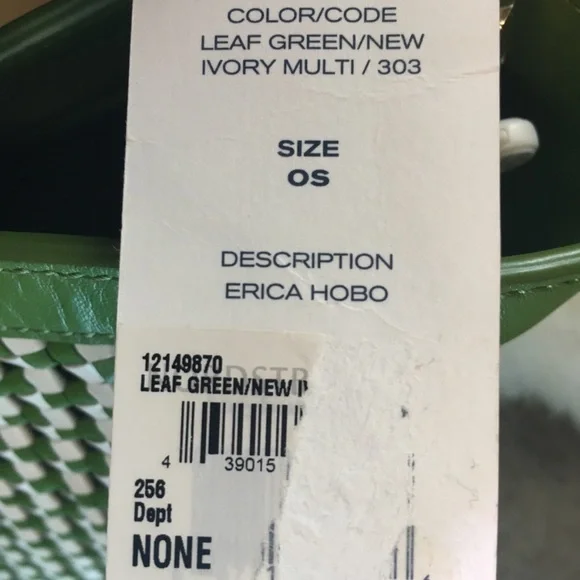 COLOR/CODE
LEAF GREEN/NEW
IVORY MULTI / 303
SIZE
OS
DESCRIPTION
ERICA HOBO
12149870
LEAF GREEN/NEW
4 39015
256
Dept
NONE